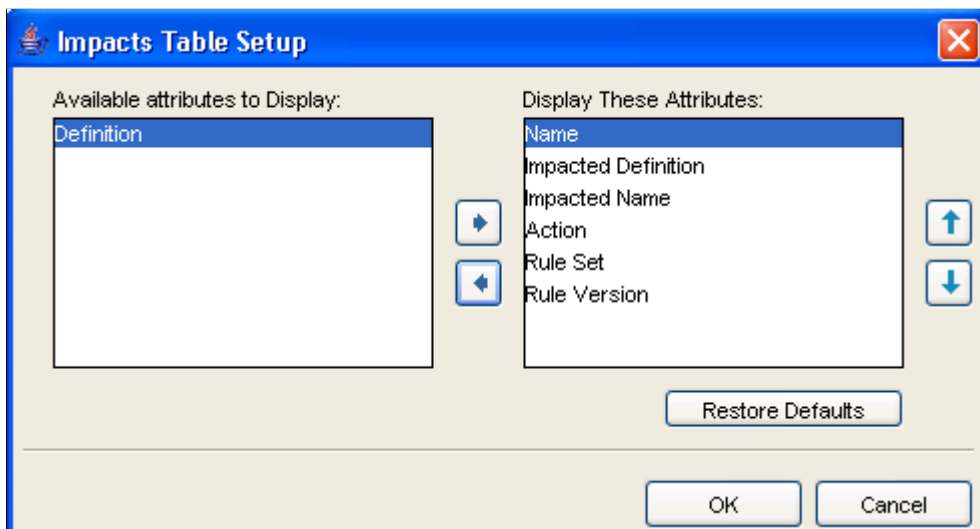 Impacts Table Setup
Available attributes to Display:
Definition
Display These Attributes:
Name
Impacted Definition
Impacted Name
Action
Rule Set
Rule Version
Restore Defaults
OK
Cancel